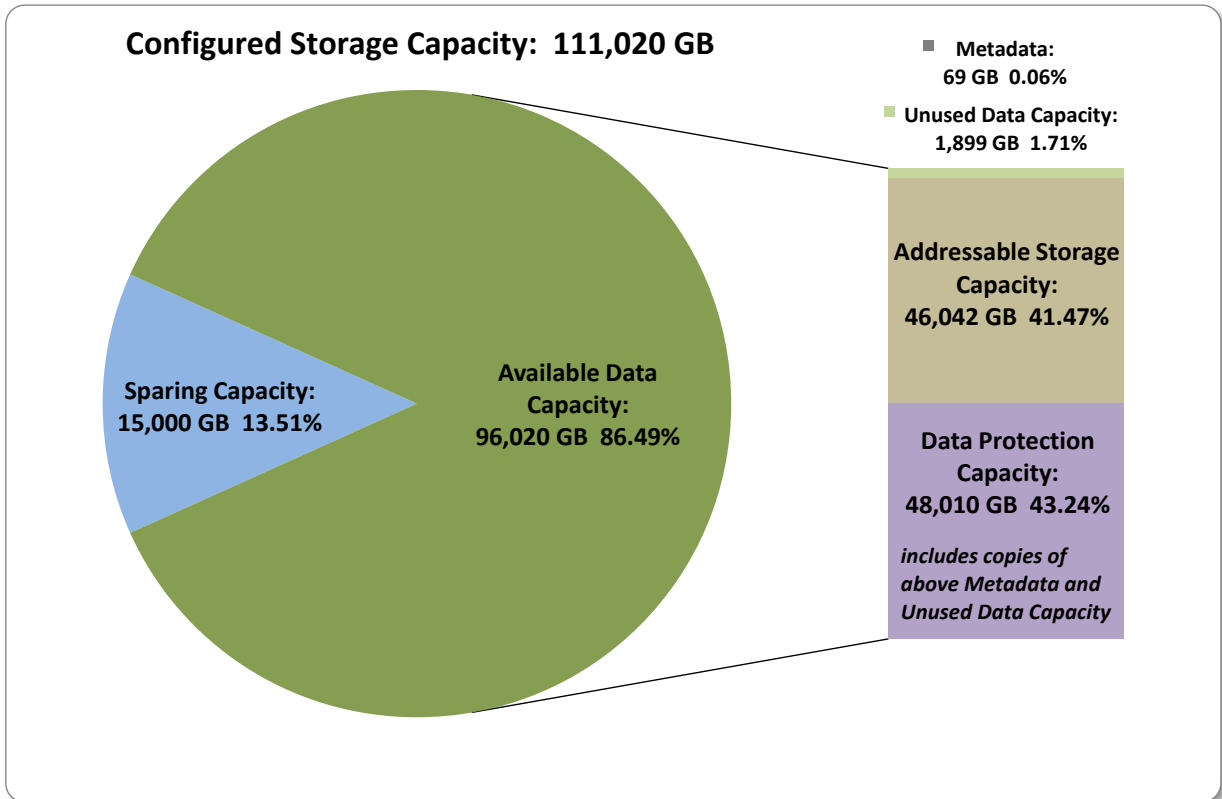 Configured Storage Capacity: 111,020 GB
Metadata:
69 GB 0.06%
Unused Data Capacity:
1,899 GB 1.71%
Addressable Storage
Capacity:
46,042 GB 41.47%
Sparing Capacity:
15,000 GB 13.51%
Available Data
Capacity:
96,020 GB 86.49%
Data Protection
Capacity:
48,010 GB 43.24%
includes copies of
above Metadata and
Unused Data Capacity